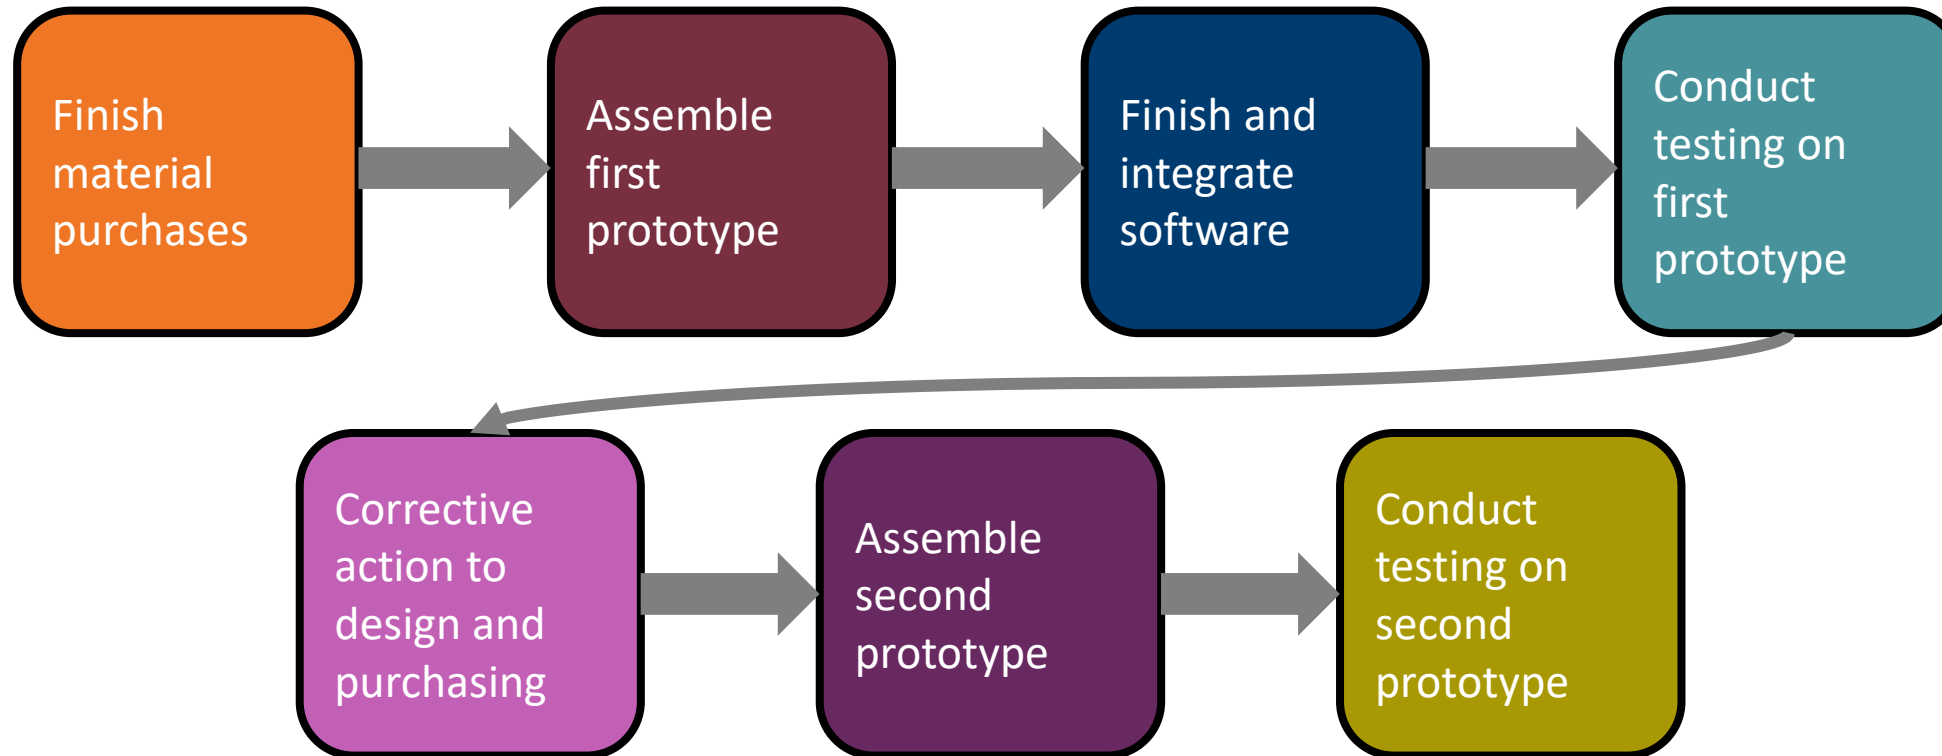 Finish
material
purchases
Assemble
first
prototype
Finish and
integrate
software
Conduct
testing on
first
prototype
Corrective
action to
design and
purchasing
Assemble
second
prototype
Conduct
testing on
second
prototype